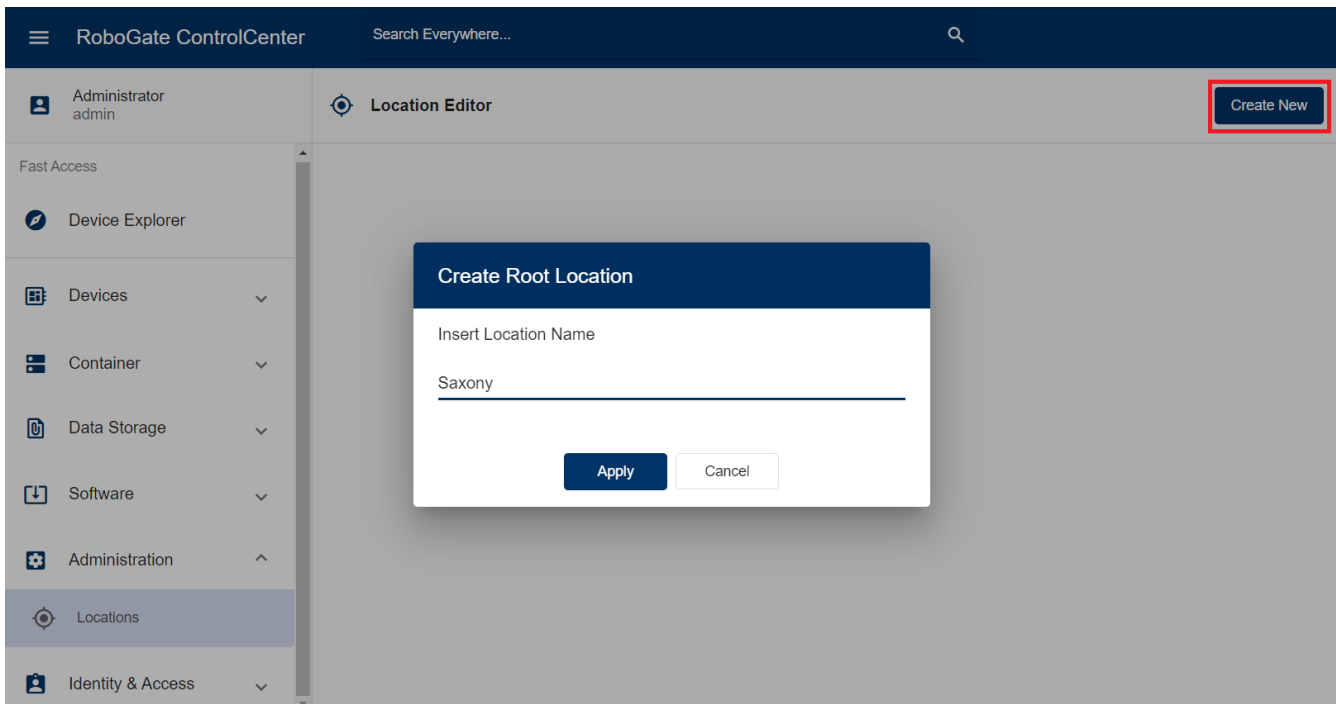 RoboGate ControlCenter
Search Everywhere...
Administrator
admin
Location Editor
Create New
Fast Access
Device Explorer
Devices
Container
Data Storage
Software
Administration
Locations
Identity & Access
Create Root Location
Insert Location Name
Saxony
Apply
Cancel